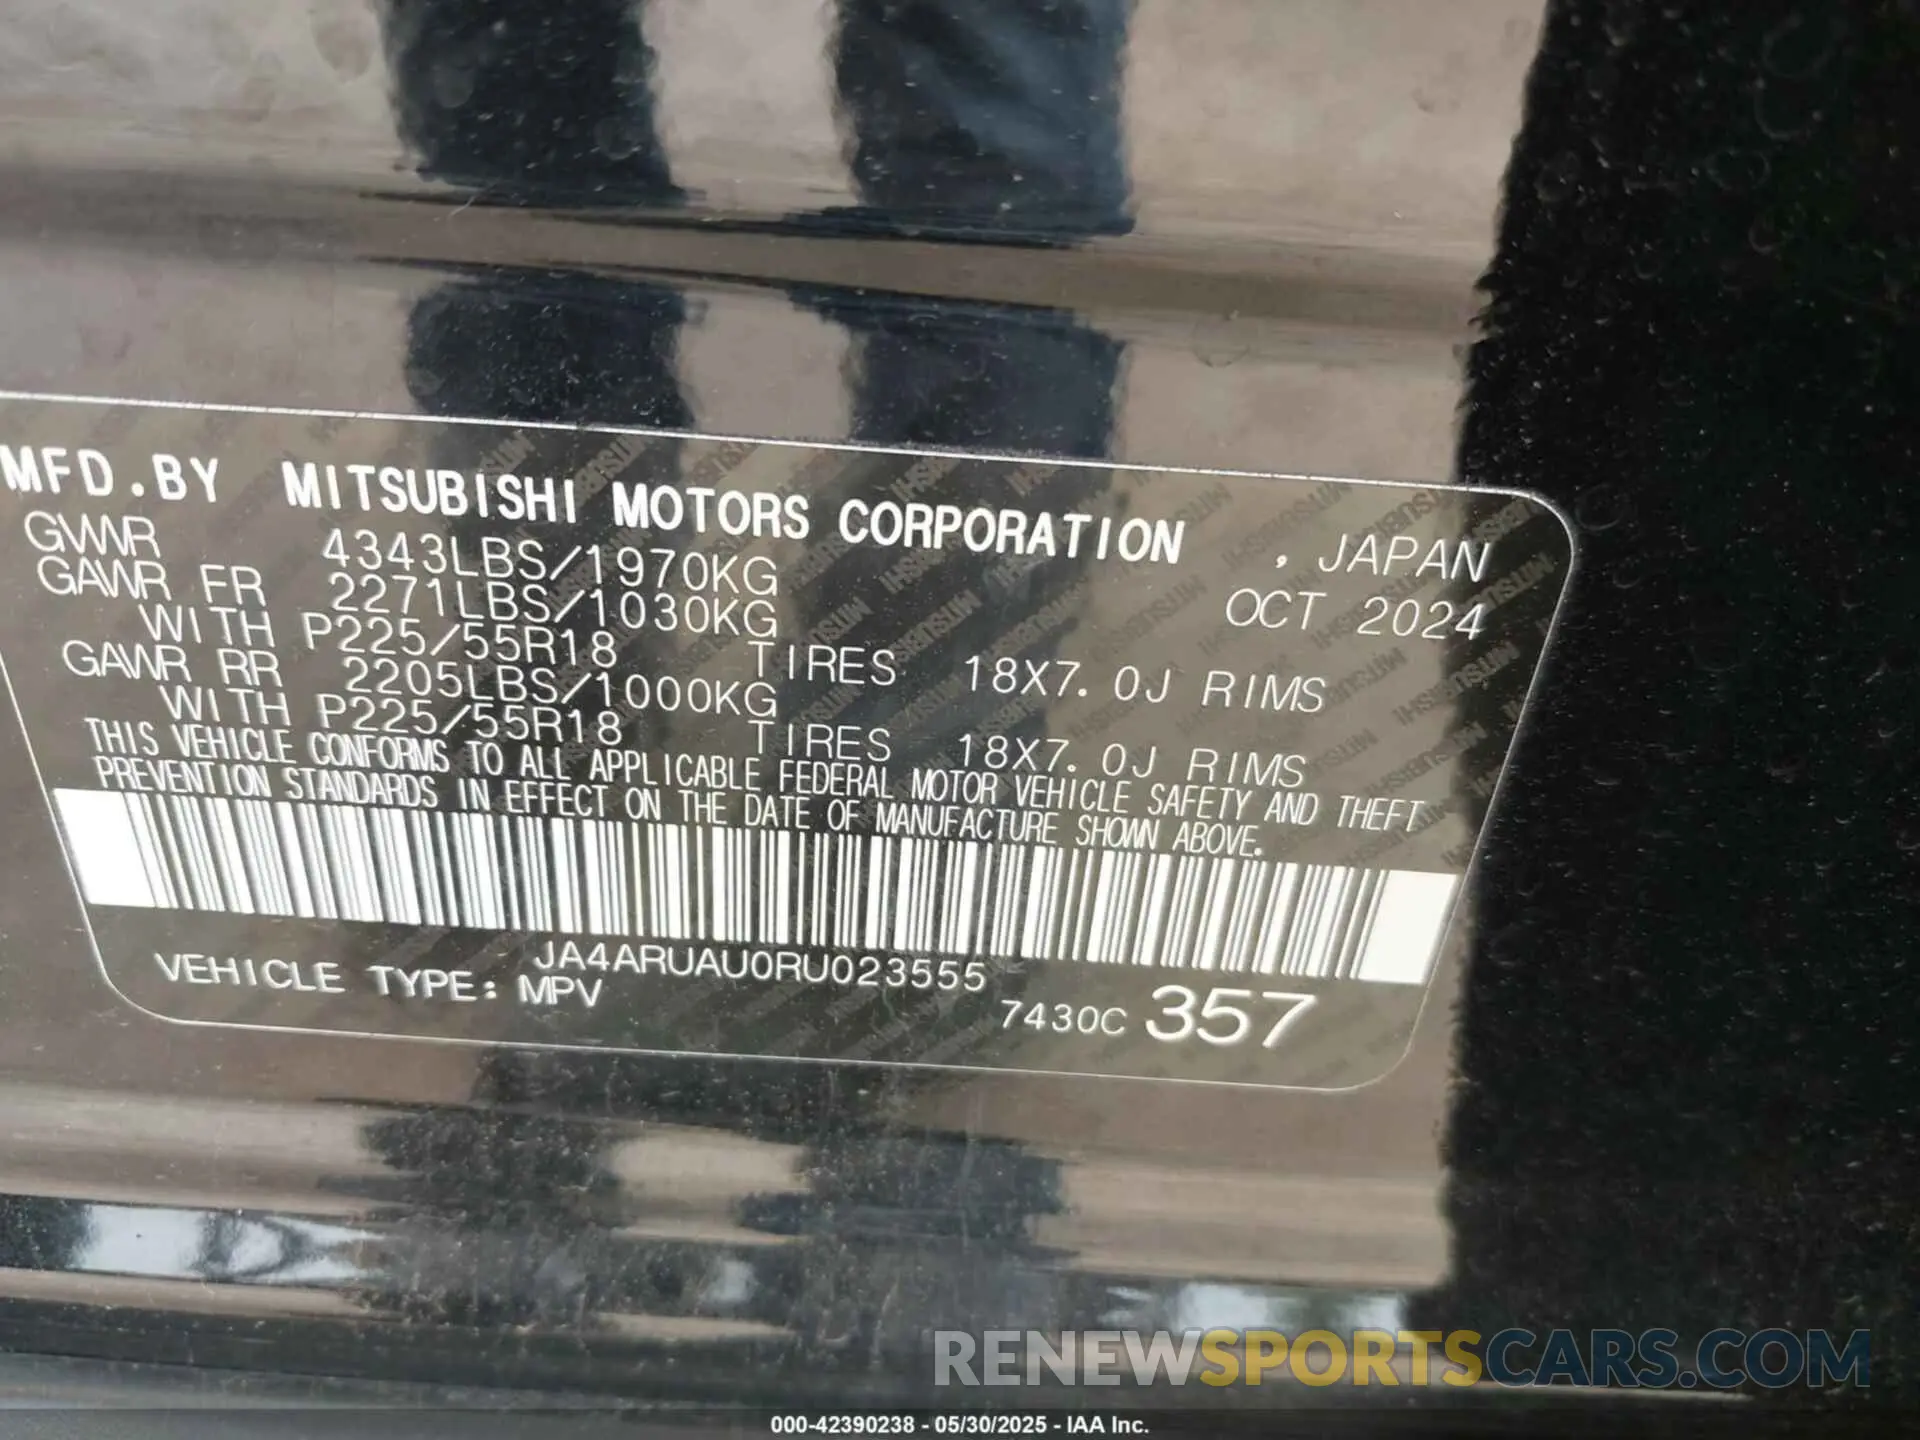 MFD.BY MITSUBISHI MOTORS CORPORATION , JAPAN
GVWR 4343LBS/1970KG OCT 2024
GAWR FR 2271LBS/1030KG
WITH P225/55R18 TIRES 18X7.0J RIMS
GAWR RR 2205LBS/1000KG
WITH P225/55R18 TIRES 18X7.0J RIMS
THIS VEHICLE CONFORMS TO ALL APPLICABLE FEDERAL MOTOR VEHICLE SAFETY AND THEFT
PREVENTION STANDARDS IN EFFECT ON THE DATE OF MANUFACTURE SHOWN ABOVE.
JA4ARUAU0RU023555
VEHICLE TYPE: MPV 7430C 357
RENEWSPORTSCARS.COM
000-42390238 - 05/30/2025 - IAA Inc.